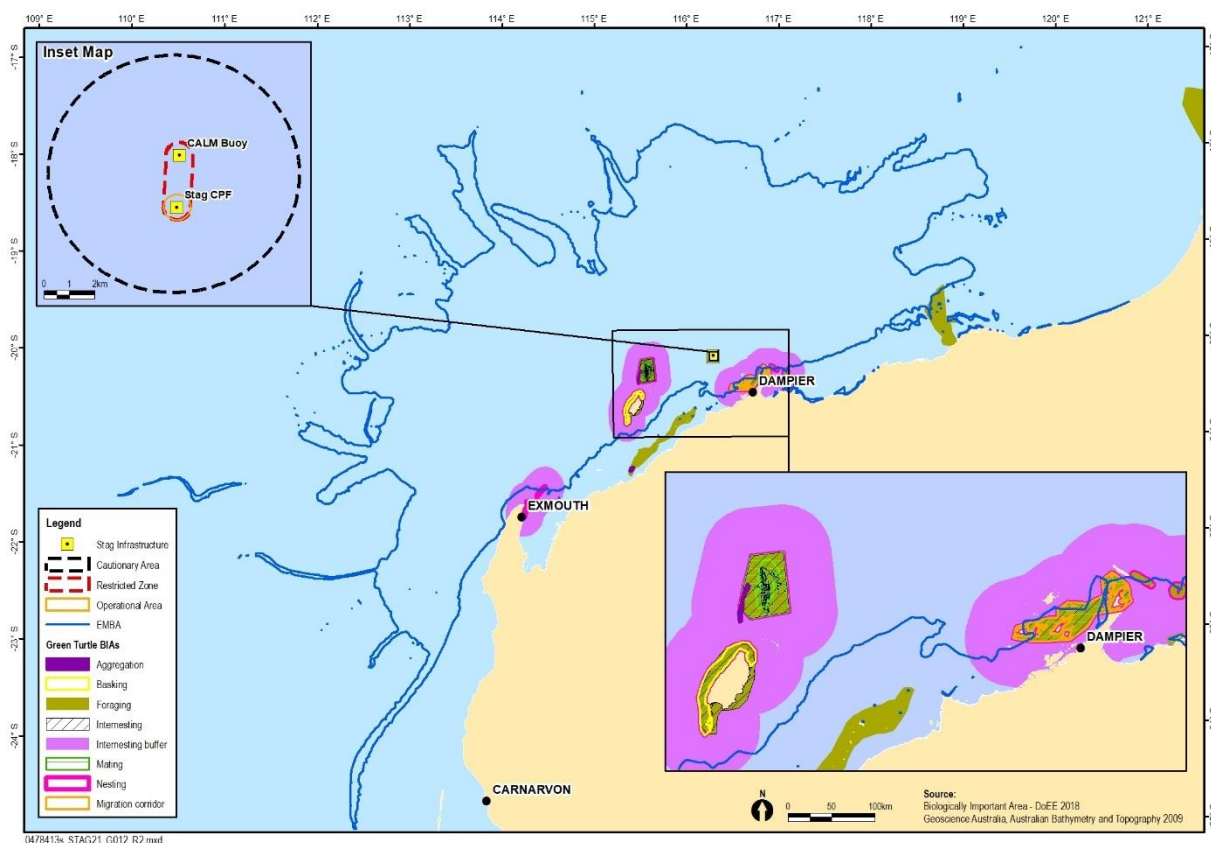 109° E
110° E
111° E
112° E
113° E
114° E
115° E
116° E
117° E
118° E
119° E
120° E
121° E
-17° S
-18° S
-19° S
-20° S
-21° S
-22° S
-23° S
-24° S
Inset Map
CALM Buoy
Stag CPF
0 1 2km
DAMPIER
EXMOUTH
CARNARVON
DAMPIER
Legend
Stag Infrastructure
Cautionary Area
Restricted Zone
Operational Area
EMBA
Green Turtle BIAs
Aggregation
Basking
Foraging
Internesting
Internesting buffer
Mating
Nesting
Migration corridor
N
0 50 100km
Source:
Biologically Important Area - DoEE 2018
Geoscience Australia, Australian Bathymetry and Topography 2009
0478413s_STAG21_G012_R2.mxd